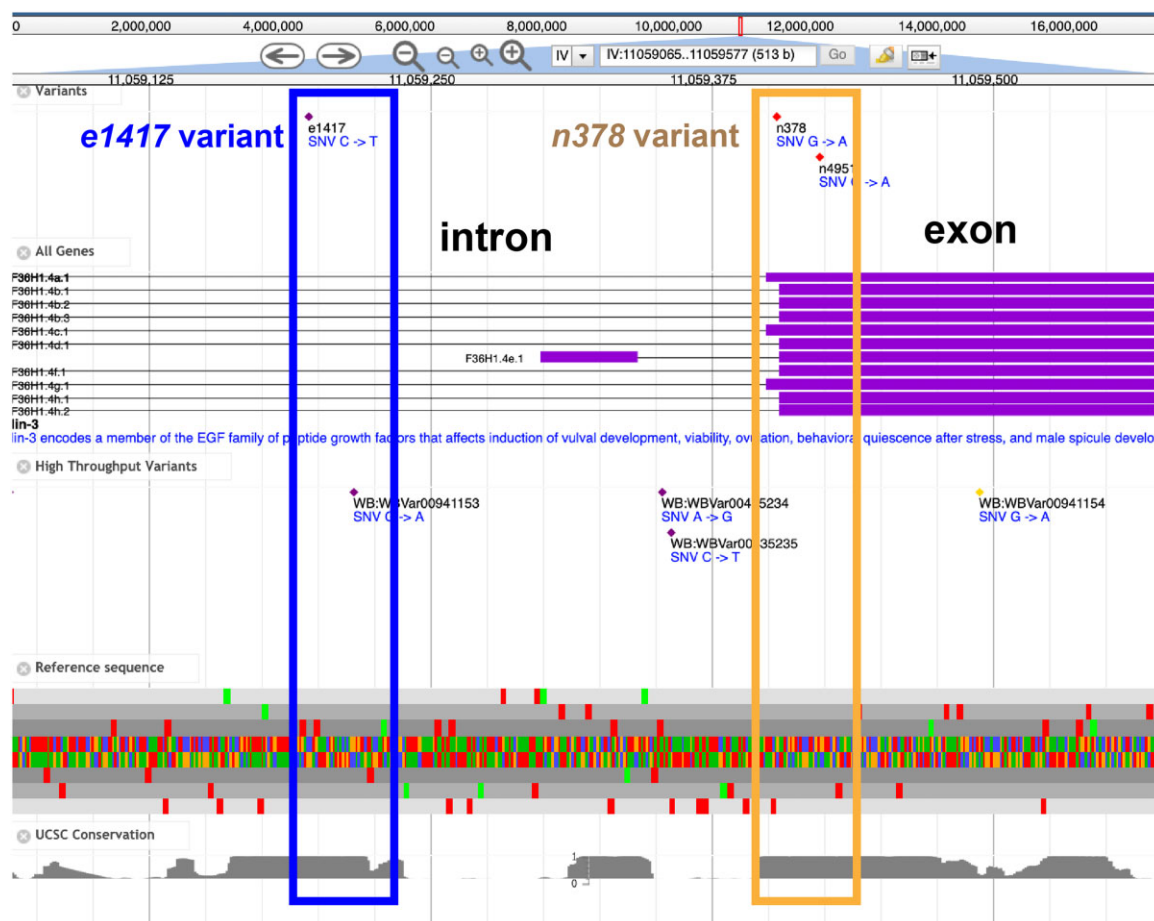 0 2,000,000 4,000,000 6,000,000 8,000,000 10,000,000 12,000,000 14,000,000 16,000,000
IV IV:11059065..11059577 (513 b) Go
11,059,125 11,059,250 11,059,375 11,059,500
Variants
e1417 variant
e1417
SNV C -> T
n378 variant
n378
SNV G -> A
n4951
SNV -> A
intron
exon
All Genes
F36H1.4a.1
F36H1.4b.1
F36H1.4b.2
F36H1.4b.3
F36H1.4c.1
F36H1.4d.1
F36H1.4e.1
F36H1.4f.1
F36H1.4g.1
F36H1.4h.1
F36H1.4h.2
lin-3
lin-3 encodes a member of the EGF family of peptide growth factors that affects induction of vulval development, viability, ovulation, behavioral quiescence after stress, and male spicule develo
High Throughput Variants
WB:WBVar00941153
SNV -> A
SNV A -> G
SNV C -> T
WB:WBVar00941154
SNV G -> A
Reference sequence
UCSC Conservation
1
0